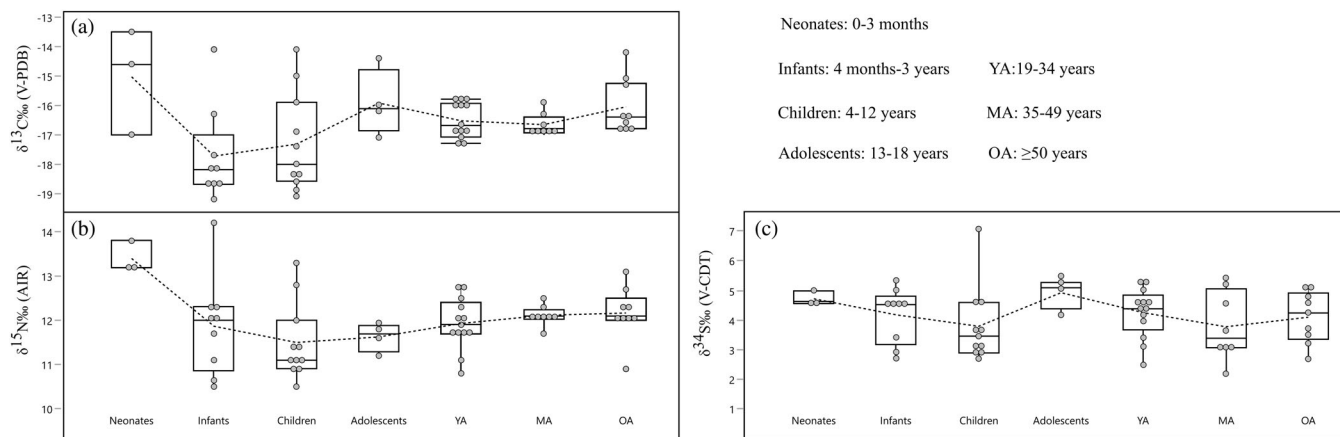 (a)
δ13C‰ (V-PDB)
-13
-14
-15
-16
-17
-18
-19
(b)
δ15N‰ (AIR)
14
13
12
11
10
Neonates Infants Children Adolescents YA MA OA
Neonates: 0-3 months
Infants: 4 months-3 years YA:19-34 years
Children: 4-12 years MA: 35-49 years
Adolescents: 13-18 years OA: ≥50 years
(c)
δ34S‰ (V-CDT)
7
6
5
4
3
2
1
Neonates Infants Children Adolescents YA MA OA